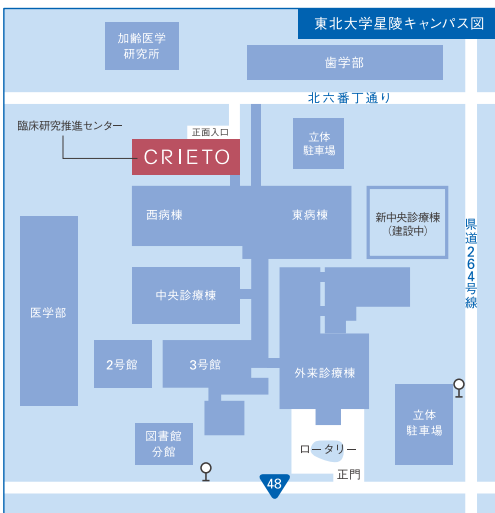 東北大学星陵キャンパス図
加齢医学
研究所
歯学部
北六番丁通り
臨床研究推進センター
正面入口
CRIETO
立体
駐車場
西病棟
東病棟
新中央診療棟
(建設中)
県道264号線
医学部
中央診療棟
2号館
3号館
外来診療棟
立体
駐車場
図書館
分館
ロータリー
正門
48